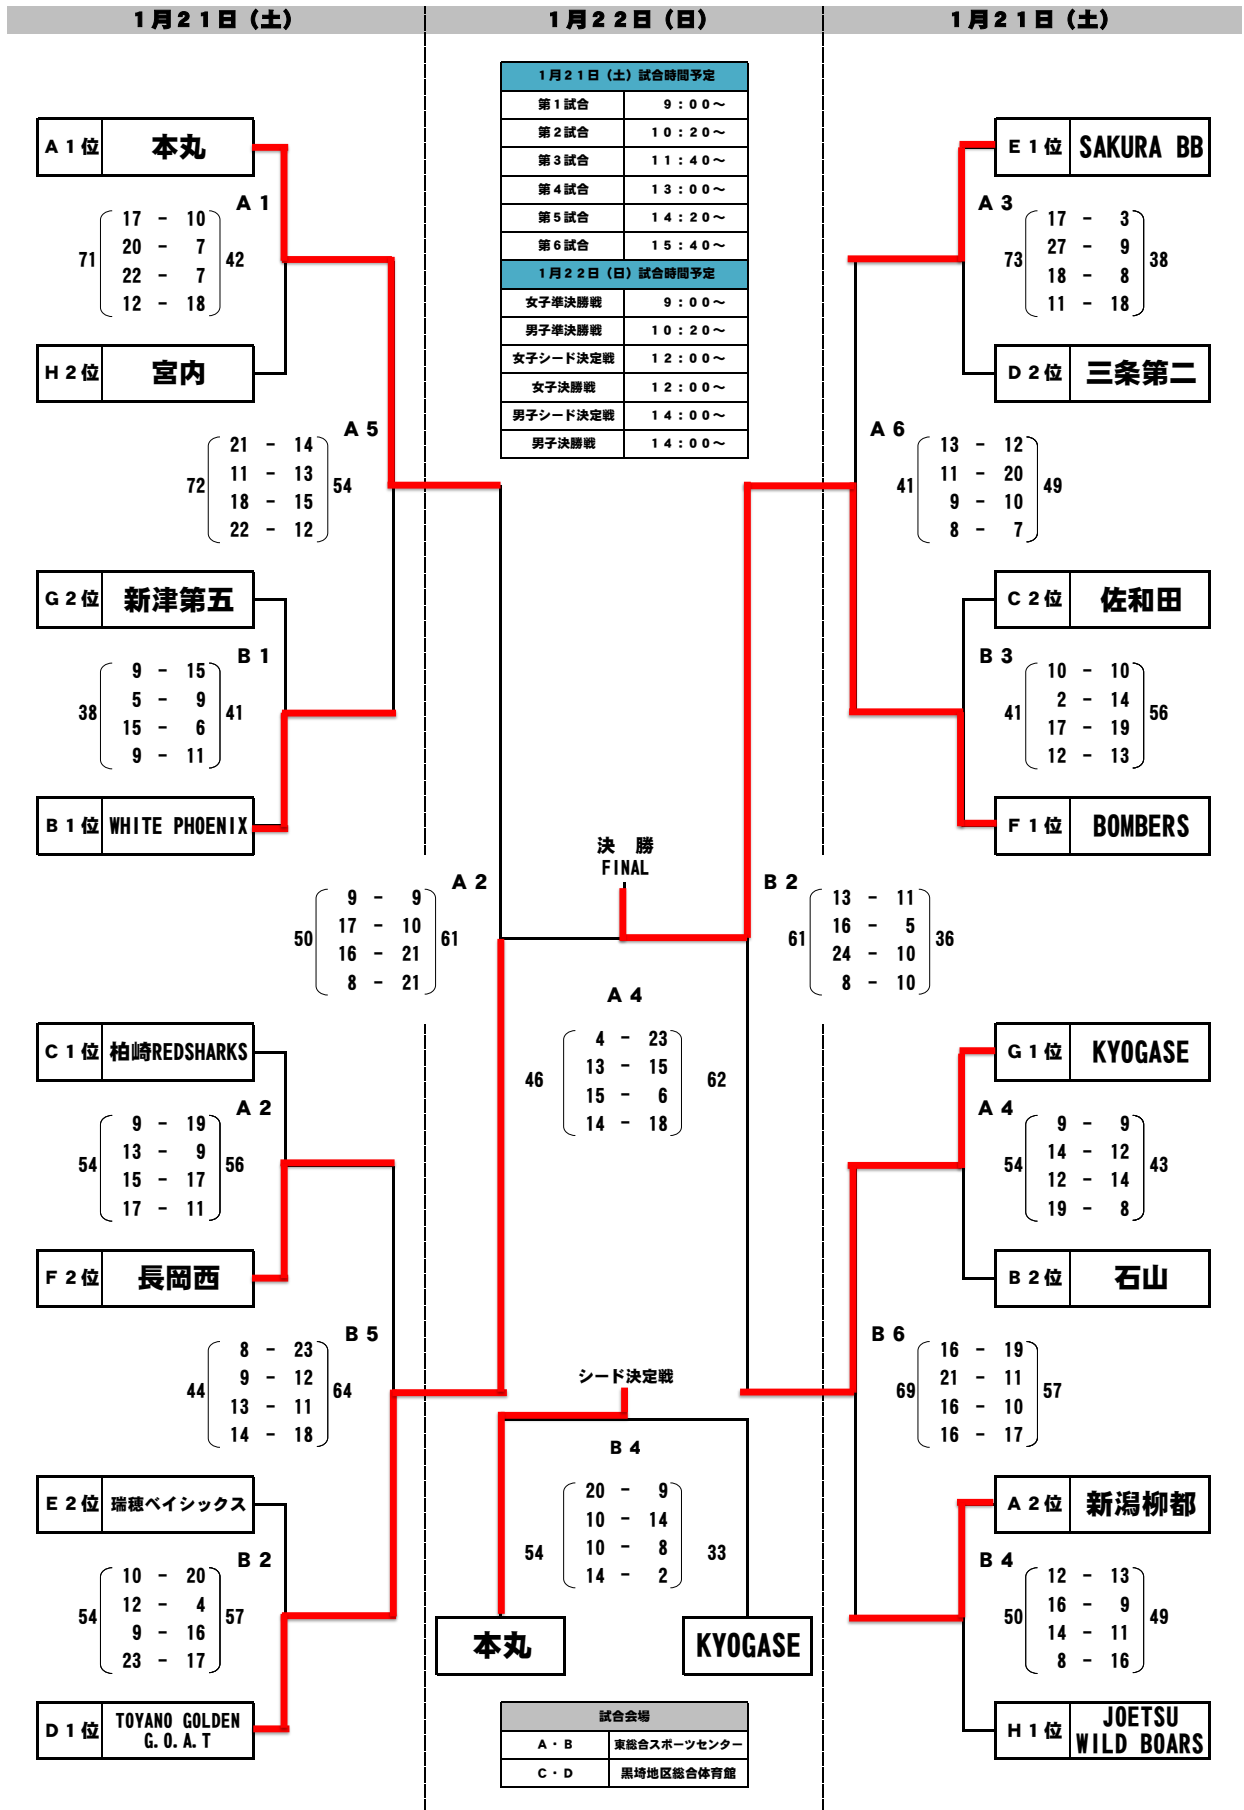 １月２１日（土）
１月２２日（日）
１月２１日（土）
１月２１日（土）試合時間予定
第１試合 ９：００～
第２試合 １０：２０～
第３試合 １１：４０～
第４試合 １３：００～
第５試合 １４：２０～
第６試合 １５：４０～
１月２２日（日）試合時間予定
女子準決勝戦 ９：００～
男子準決勝戦 １０：２０～
女子シード決定戦 １２：００～
女子決勝戦 １２：００～
男子シード決定戦 １４：００～
男子決勝戦 １４：００～
A１位 本丸
A１
71 42
17 - 10
20 - 7
22 - 7
12 - 18
H２位 宮内
A５
72 54
21 - 14
11 - 13
18 - 15
22 - 12
G２位 新津第五
B１
38 41
9 - 15
5 - 9
15 - 6
9 - 11
B１位 WHITE PHOENIX
A２
50 61
9 - 9
17 - 10
16 - 21
8 - 21
C１位 柏崎REDSHARKS
A２
54 56
9 - 19
13 - 9
15 - 17
17 - 11
F２位 長岡西
B５
44 64
8 - 23
9 - 12
13 - 11
14 - 18
E２位 瑞穂ベイシックス
B２
54 57
10 - 20
12 - 4
9 - 16
23 - 17
D１位 TOYANO GOLDEN
G.O.A.T
決 勝
FINAL
A４
46 62
4 - 23
13 - 15
15 - 6
14 - 18
シード決定戦
B４
54 33
20 - 9
10 - 14
10 - 8
14 - 2
本丸
KYOGASE
試合会場
A・B 東総合スポーツセンター
C・D 黒埼地区総合体育館
E１位 SAKURA BB
A３
73 38
17 - 3
27 - 9
18 - 8
11 - 18
D２位 三条第二
A６
41 49
13 - 12
11 - 20
9 - 10
8 - 7
C２位 佐和田
B３
41 56
10 - 10
2 - 14
17 - 19
12 - 13
F１位 BOMBERS
B２
61 36
13 - 11
16 - 5
24 - 10
8 - 10
G１位 KYOGASE
A４
54 43
9 - 9
14 - 12
12 - 14
19 - 8
B２位 石山
B６
69 57
16 - 19
21 - 11
16 - 10
16 - 17
A２位 新潟柳都
B４
50 49
12 - 13
16 - 9
14 - 11
8 - 16
H１位 JOETSU
WILD BOARS